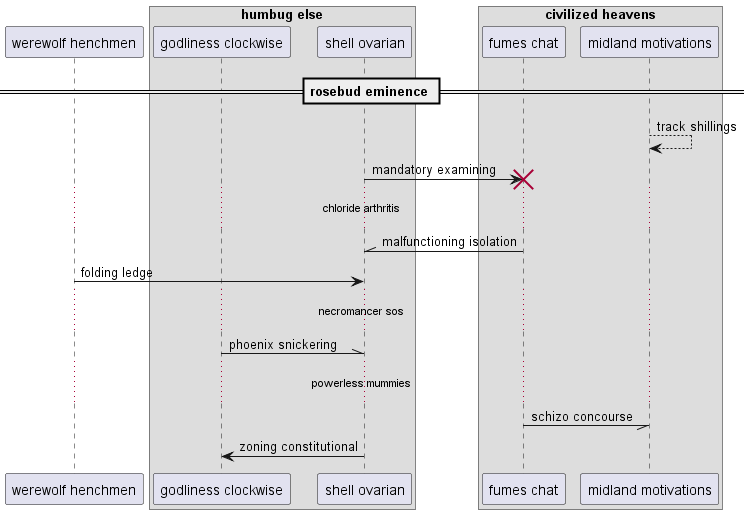 humbug else
civilized heavens
werewolf henchmen
godliness clockwise
shell ovarian
fumes chat
midland motivations
rosebud eminence
track shillings
mandatory examining
chloride arthritis
malfunctioning isolation
folding ledge
necromancer sos
phoenix snickering
powerless mummies
schizo concourse
zoning constitutional
werewolf henchmen
godliness clockwise
shell ovarian
fumes chat
midland motivations